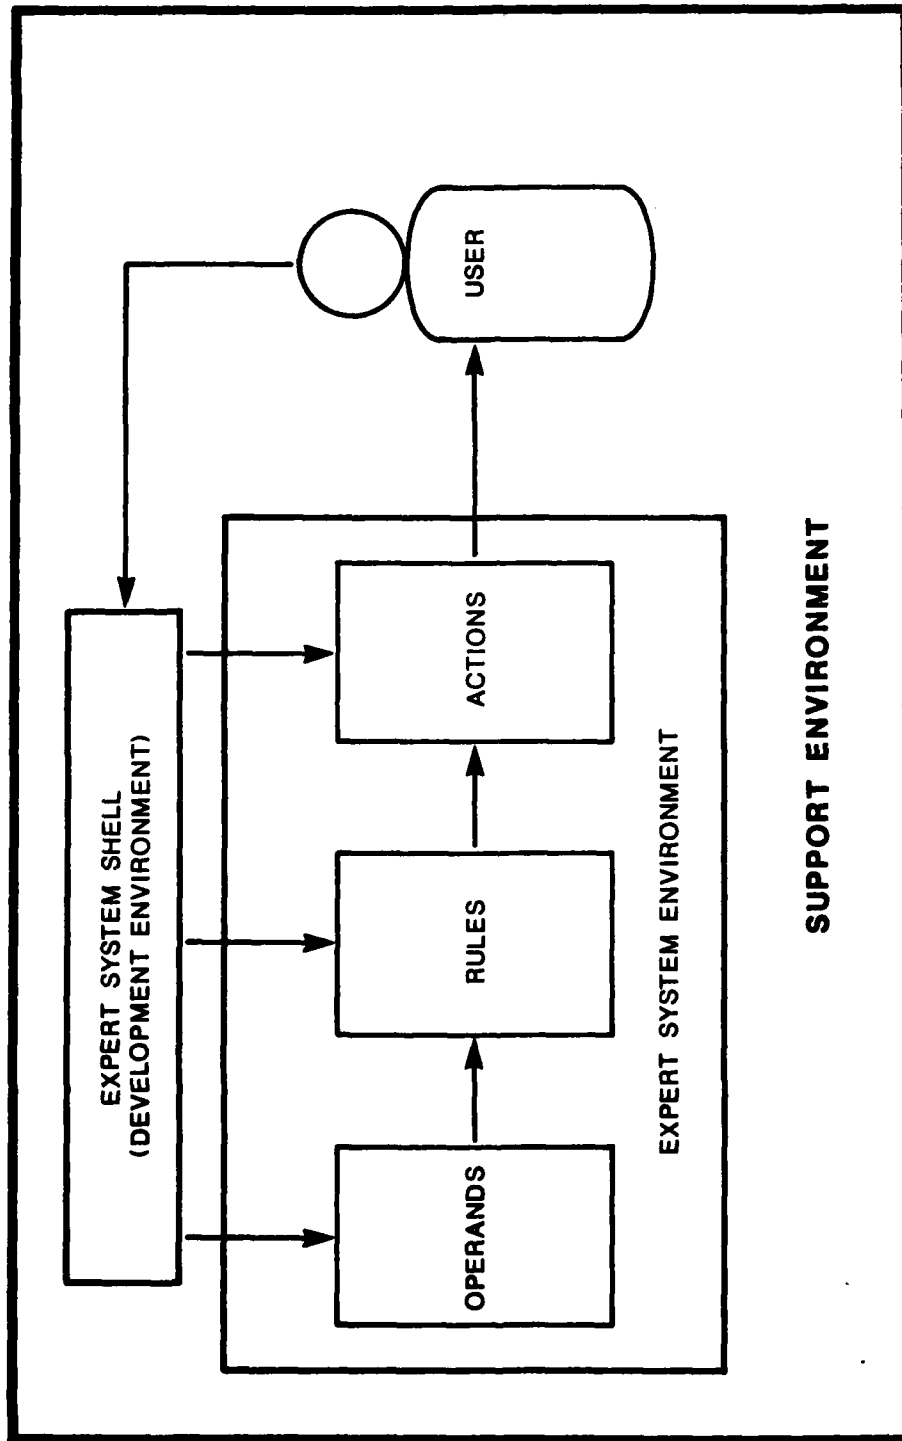 EXPERT SYSTEM SHELL
(DEVELOPMENT ENVIRONMENT)
OPERANDS
RULES
ACTIONS
USER
EXPERT SYSTEM ENVIRONMENT
SUPPORT ENVIRONMENT